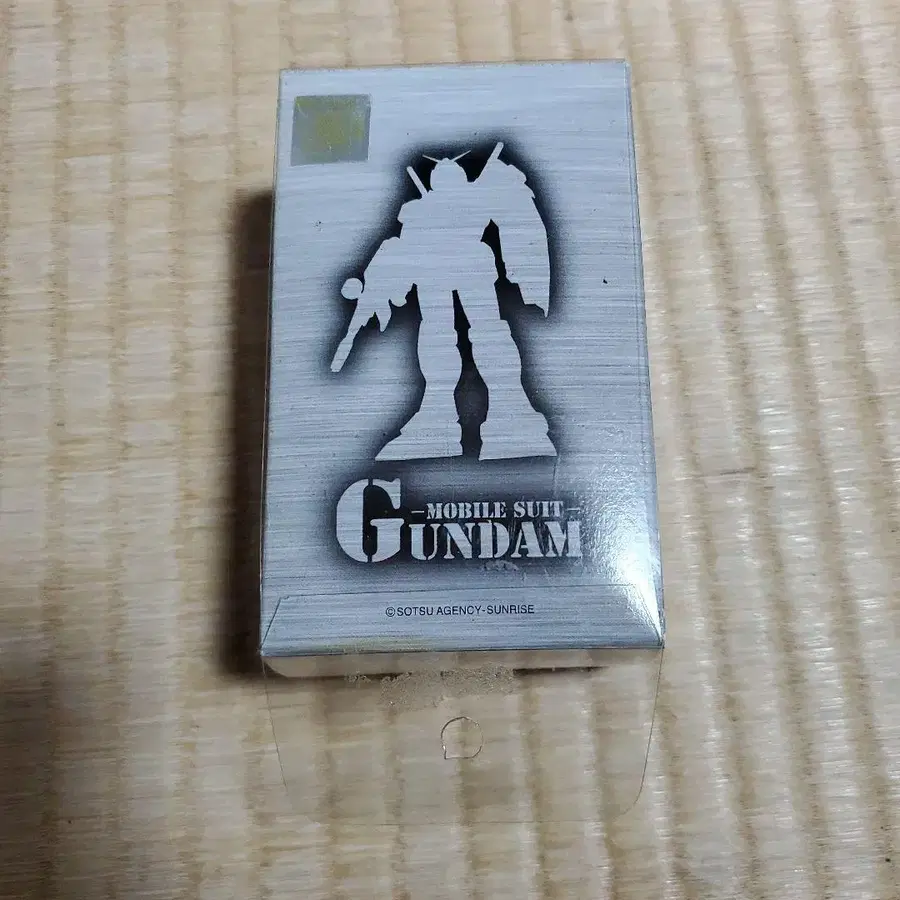 -MOBILE SUIT-
GUNDAM
©SOTSU AGENCY-SUNRISE